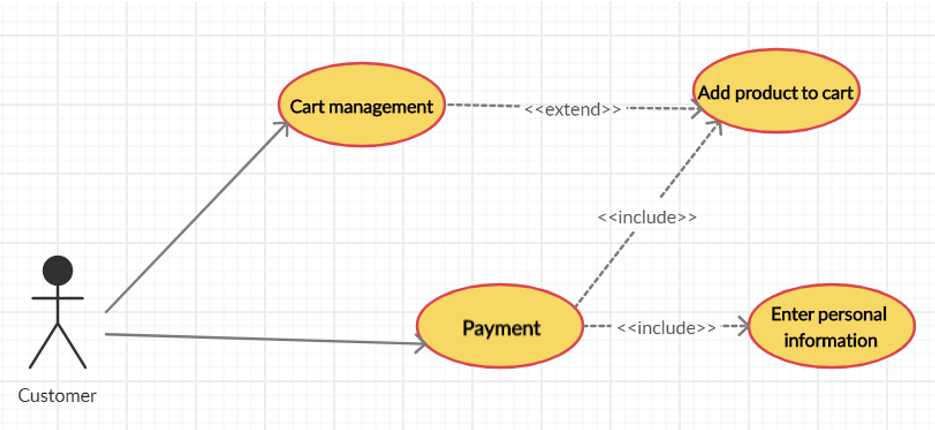 Cart management
<<extend>>
Add product to cart
<<include>>
Payment
<<include>>
Enter personal
information
Customer